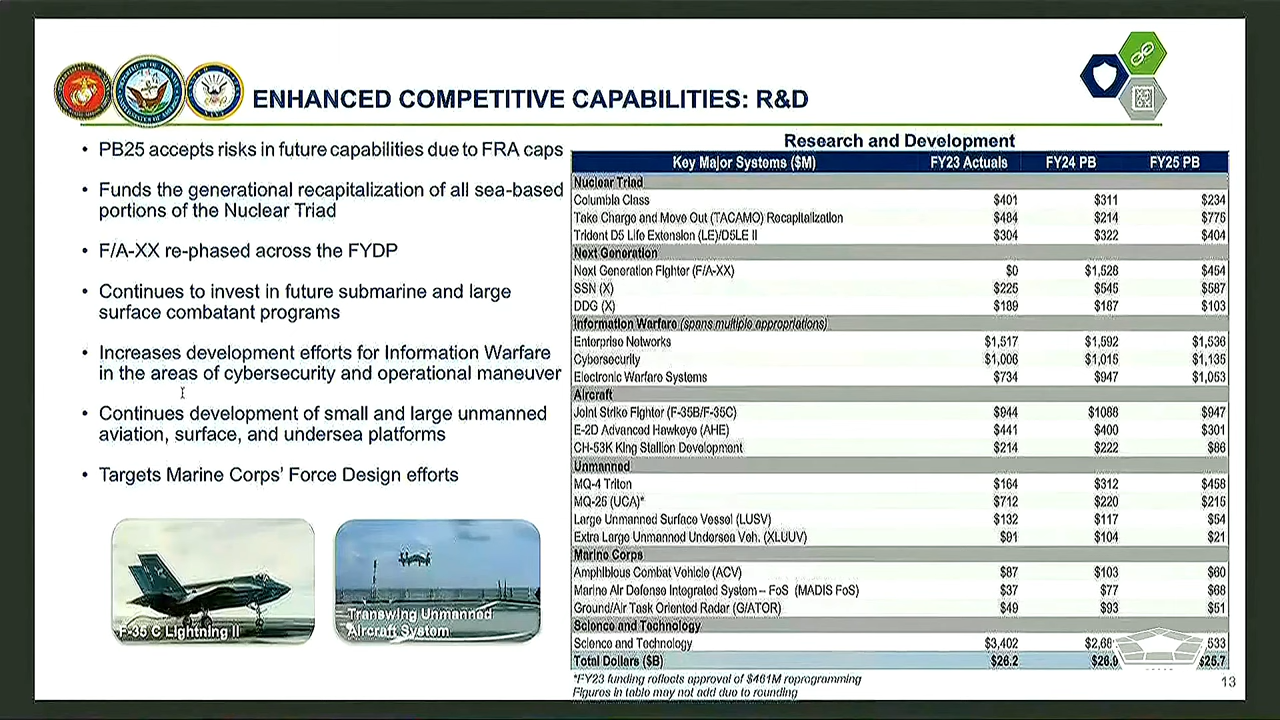 ENHANCED COMPETITIVE CAPABILITIES: R&D
• PB25 accepts risks in future capabilities due to FRA caps
• Funds the generational recapitalization of all sea-based
portions of the Nuclear Triad
• F/A-XX re-phased across the FYDP
• Continues to invest in future submarine and large
surface combatant programs
• Increases development efforts for Information Warfare
in the areas of cybersecurity and operational maneuver
• Continues development of small and large unmanned
aviation, surface, and undersea platforms
• Targets Marine Corps' Force Design efforts
F-35 C Lightning II
Transwing Unmanned
Aircraft System
Research and Development
Key Major Systems ($M) FY23 Actuals FY24 PB FY25 PB
Nuclear Triad
Columbia Class $401 $311 $234
Take Charge and Move Out (TACAMO) Recapitalization $484 $214 $775
Trident D5 Life Extension (LE)/D5LE II $304 $322 $404
Next Generation
Next Generation Fighter (F/A-XX) $0 $1,528 $454
SSN (X) $225 $545 $587
DDG (X) $189 $187 $103
Information Warfare (spans multiple appropriations)
Enterprise Networks $1,517 $1,592 $1,536
Cybersecurity $1,006 $1,015 $1,135
Electronic Warfare Systems $734 $947 $1,063
Aircraft
Joint Strike Fighter (F-35B/F-35C) $944 $1088 $947
E-2D Advanced Hawkeye (AHE) $441 $400 $301
CH-53K King Stallion Development $214 $222 $86
Unmanned
MQ-4 Triton $164 $312 $458
MQ-25 (UCA)* $712 $220 $215
Large Unmanned Surface Vessel (LUSV) $132 $117 $54
Extra Large Unmanned Undersea Veh. (XLUUV) $91 $104 $21
Marine Corps
Amphibious Combat Vehicle (ACV) $87 $103 $60
Marine Air Defense Integrated System – FoS (MADIS FoS) $37 $77 $68
Ground/Air Task Oriented Radar (G/ATOR) $49 $93 $51
Science and Technology
Science and Technology $3,402
Total Dollars ($B) $26.2 $26.9 $25.7
*FY23 funding reflects approval of $461M reprogramming
Figures in table may not add due to rounding
13